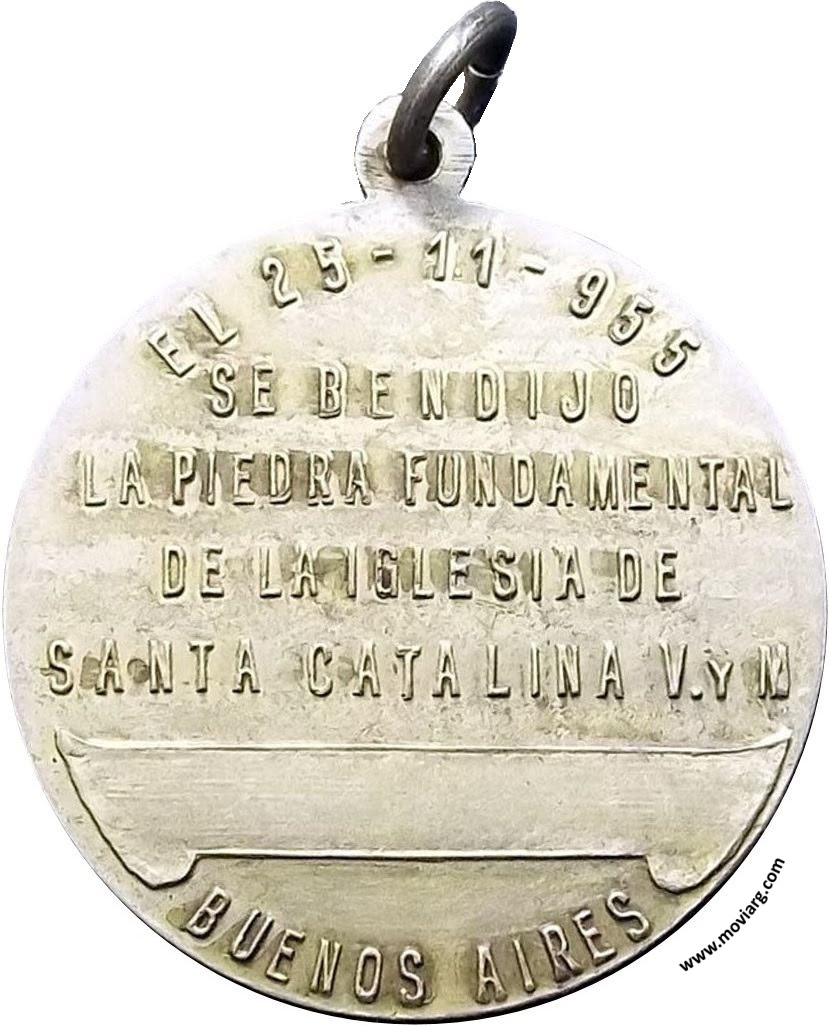 EL 25-11-955
SE BENDIJO
LA PIEDRA FUNDAMENTAL
DE LA IGLESIA DE
SANTA CATALINA V. Y M
BUENOS AIRES
www.moviarg.com